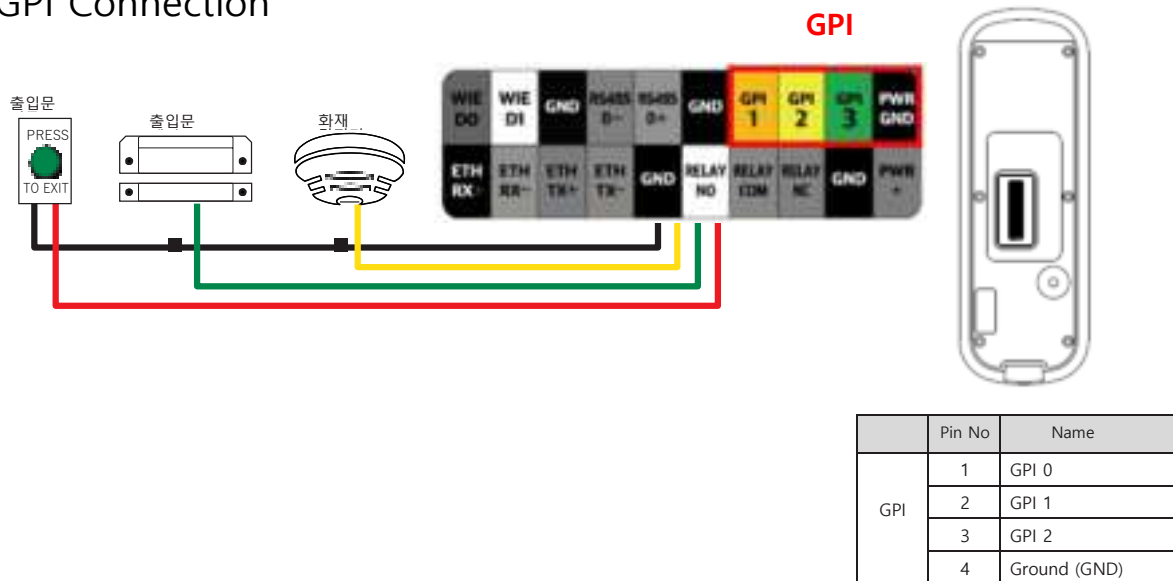 GPI Connection
GPI
출입문
PRESS
TO EXIT
출입문
화재
WIE D0 WIE D1 GND RS485 D- RS485 D+ GND GPI 1 GPI 2 GPI 3 PWR GND
ETH RX+ ETH RX- ETH TX+ ETH TX- GND RELAY NO RELAY COM RELAY NC GND PWR +
Pin No Name
GPI
1 GPI 0
2 GPI 1
3 GPI 2
4 Ground (GND)